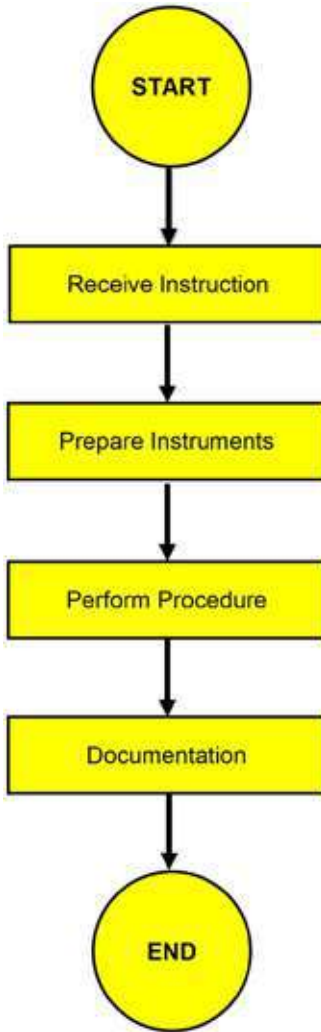 START
Receive Instruction
Prepare Instruments
Perform Procedure
Documentation
END